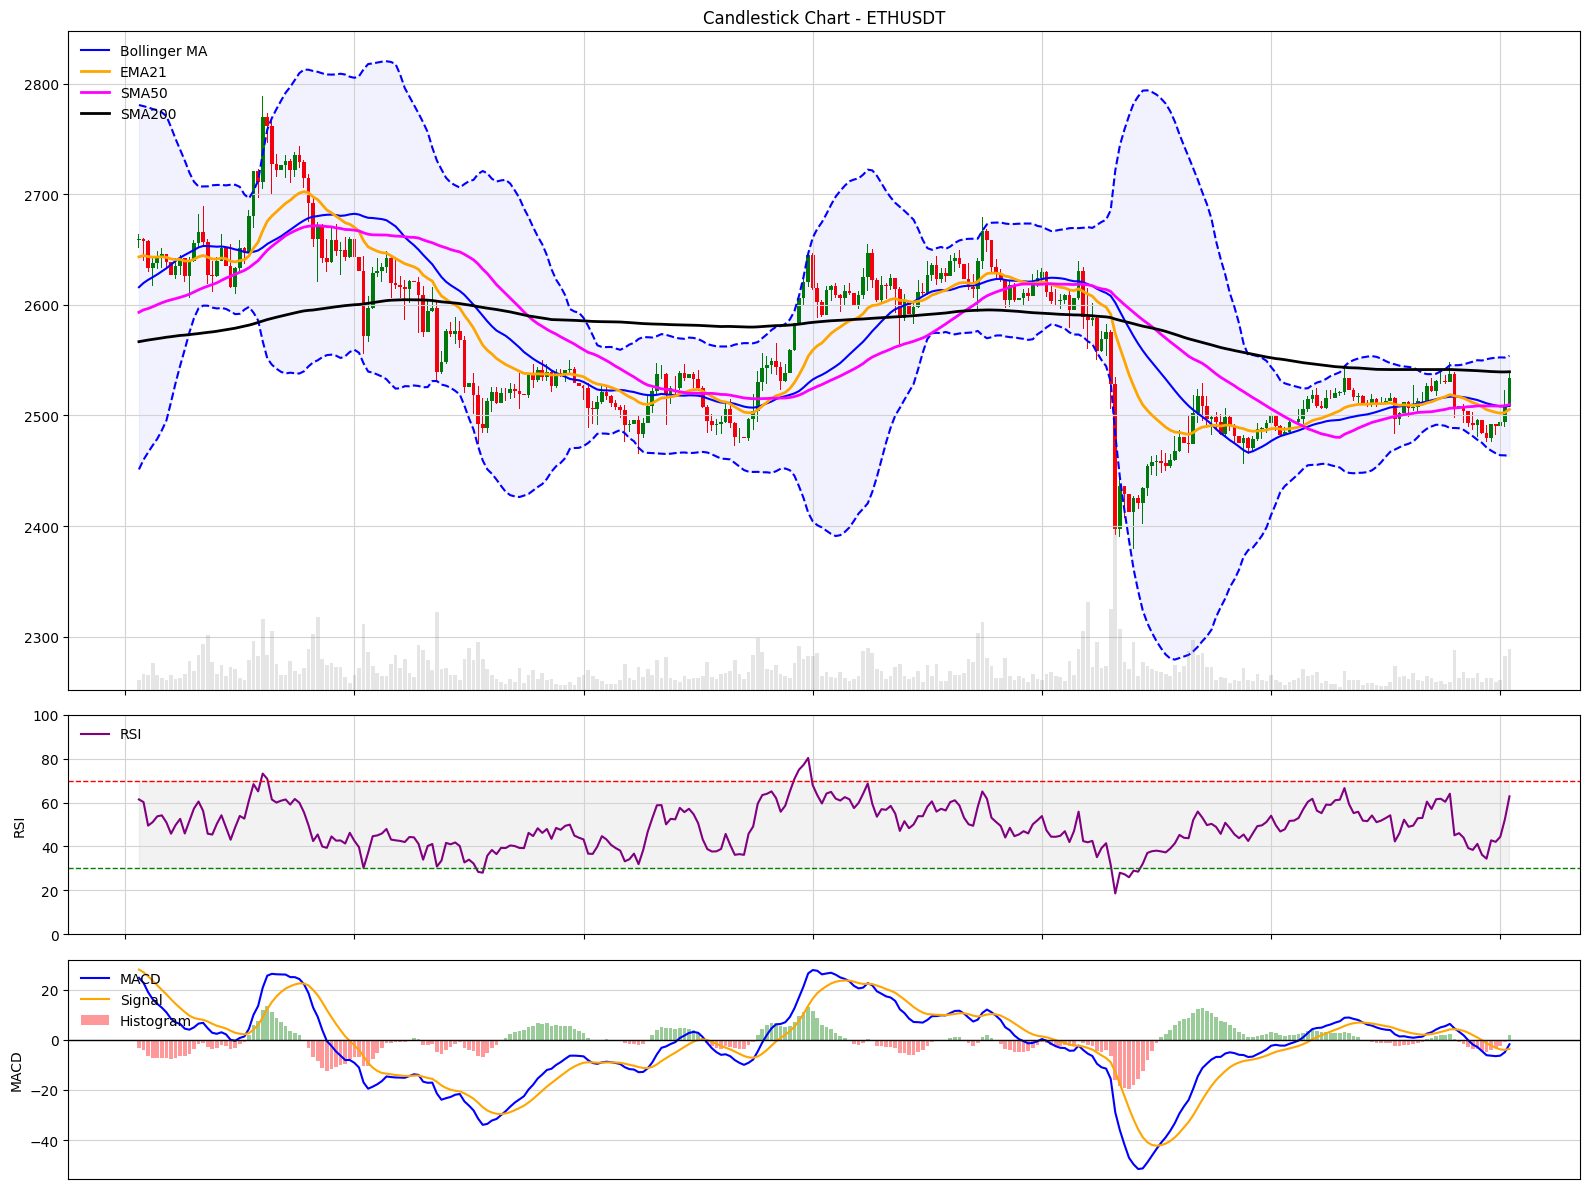 Candlestick Chart - ETHUSDT
Bollinger MA
EMA21
SMA50
SMA200
2800
2700
2600
2500
2400
2300
RSI
100
80
60
40
20
0
RSI
MACD
Signal
Histogram
20
0
−20
−40
MACD